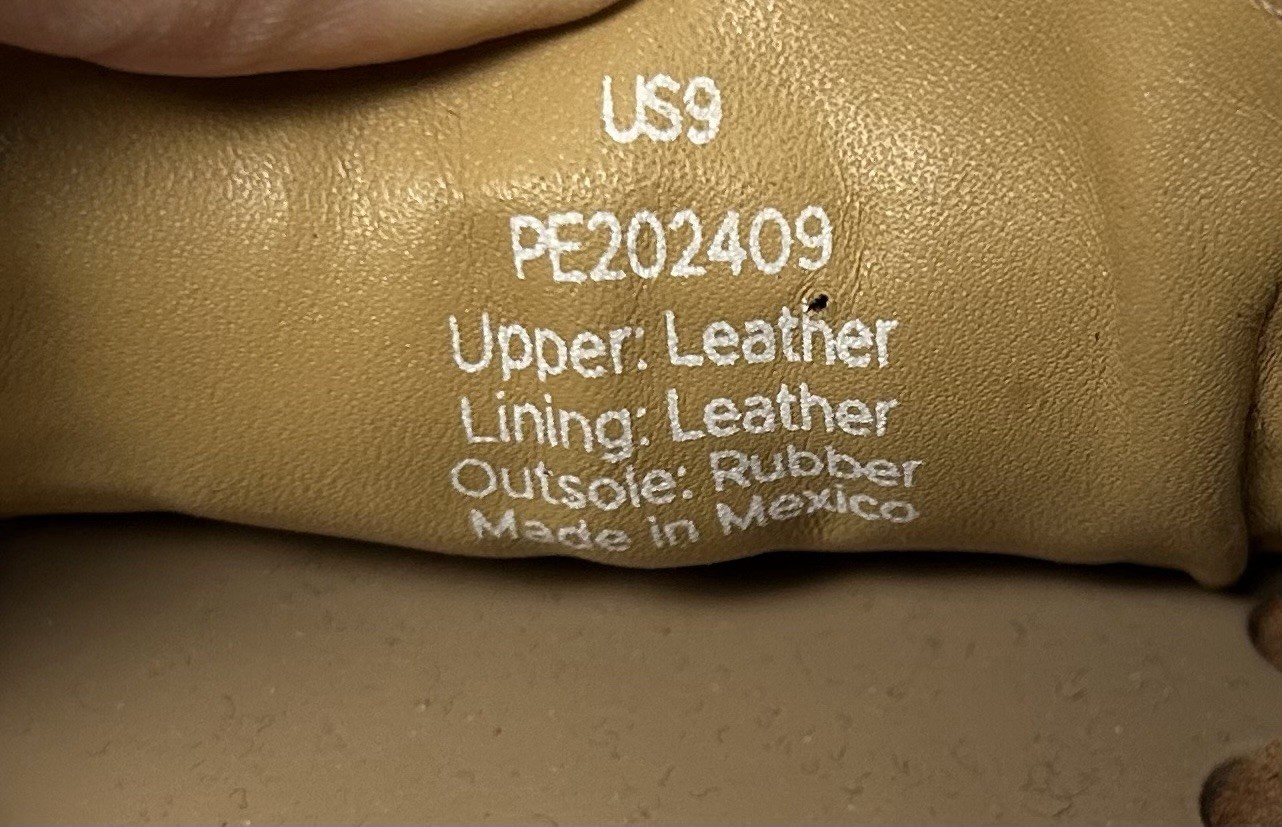 US9
PE202409
Upper: Leather
Lining: Leather
Outsole: Rubber
Made in Mexico